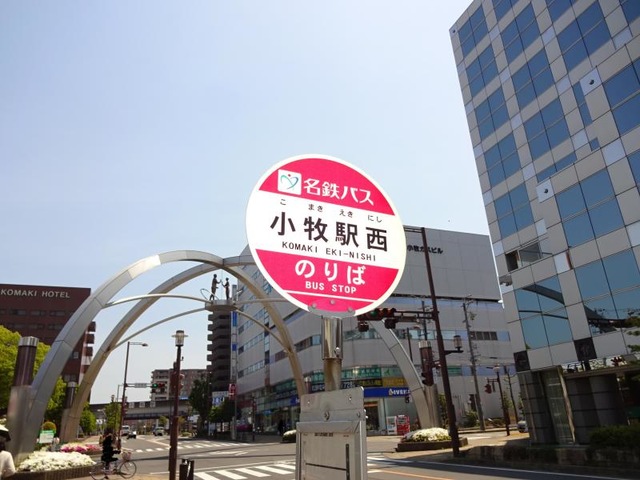 名鉄バス
こ まき えき にし
小牧駅西
KOMAKI EKI-NISHI
のりば
BUS STOP
KOMAKI HOTEL